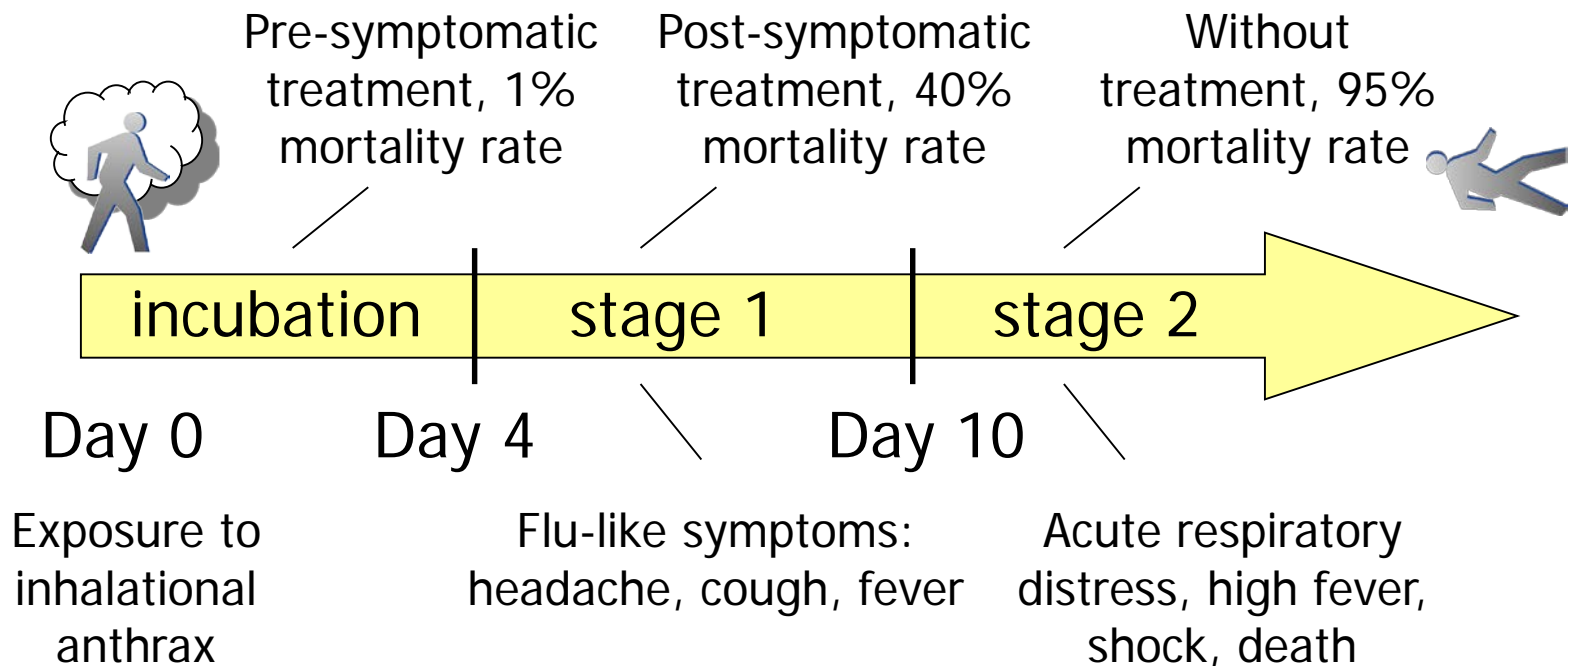 Pre-symptomatic
treatment, 1%
mortality rate
Post-symptomatic
treatment, 40%
mortality rate
Without
treatment, 95%
mortality rate
incubation
stage 1
stage 2
Day 0
Day 4
Day 10
Exposure to
inhalational
anthrax
Flu-like symptoms:
headache, cough, fever
Acute respiratory
distress, high fever,
shock, death